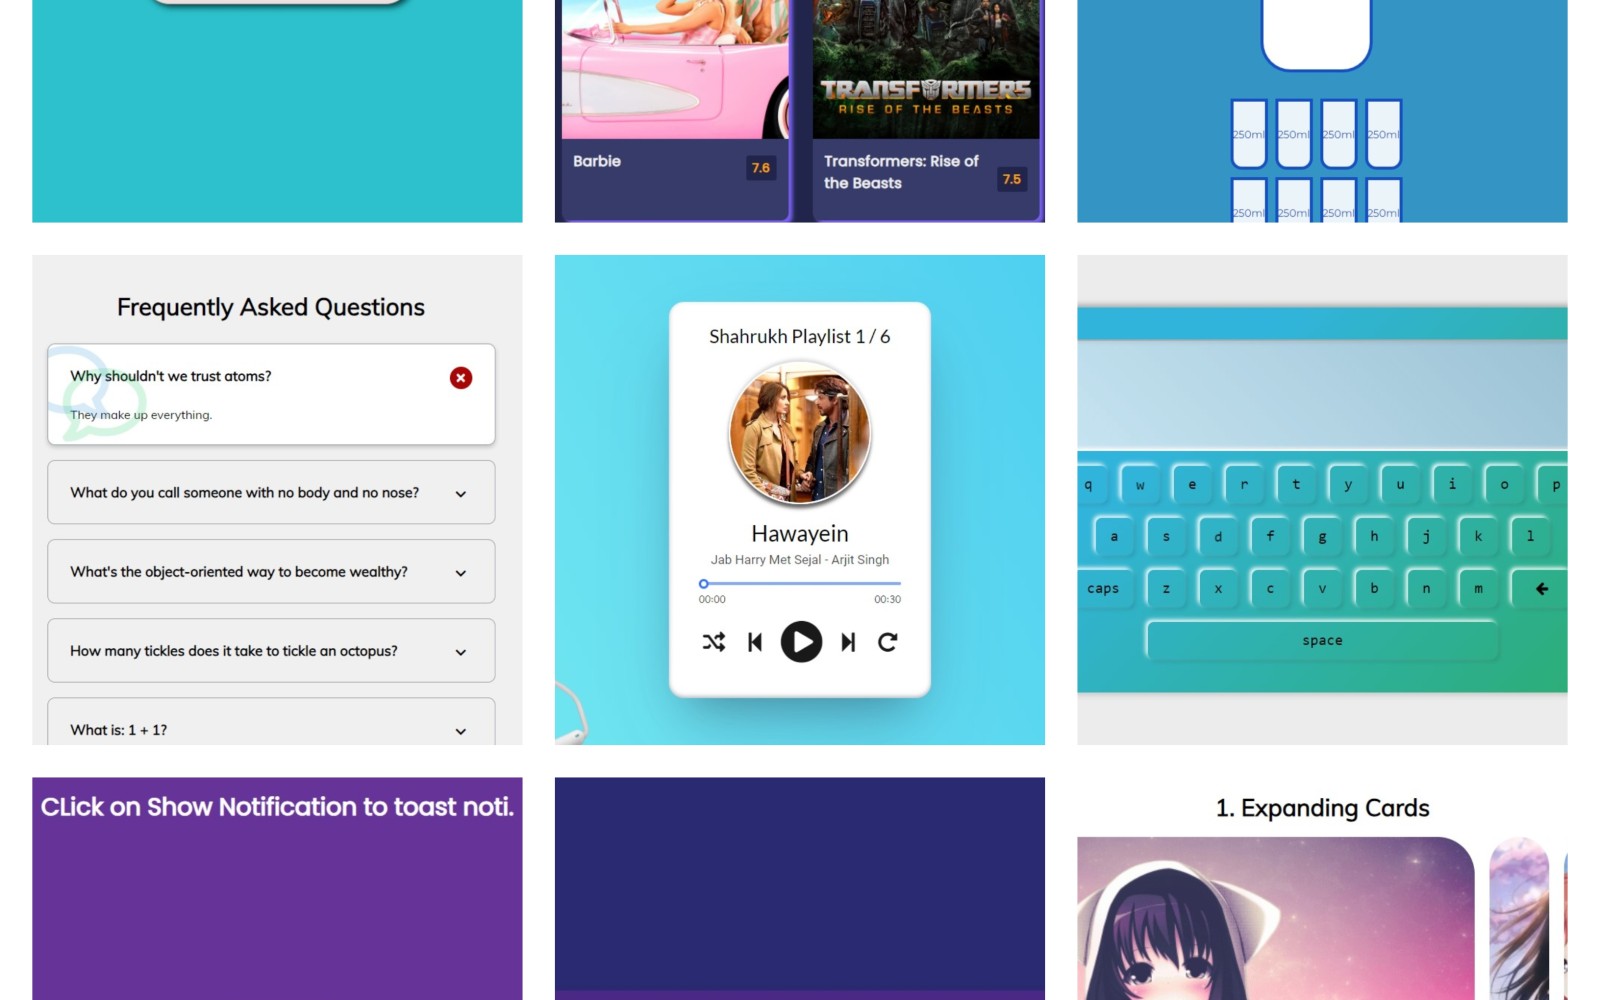 TRANSFORMERS
RISE OF THE BEASTS
Barbie
7.6
Transformers: Rise of
the Beasts
7.5
250ml 250ml 250ml 250ml
250ml 250ml 250ml 250ml
Frequently Asked Questions
Why shouldn't we trust atoms?
They make up everything.
What do you call someone with no body and no nose?
What's the object-oriented way to become wealthy?
How many tickles does it take to tickle an octopus?
What is: 1 + 1?
Shahrukh Playlist 1 / 6
Hawayein
Jab Harry Met Sejal - Arjit Singh
00:00 00:30
q w e r t y u i o p
a s d f g h j k l
caps z x c v b n m
space
CLick on Show Notification to toast noti.
1. Expanding Cards